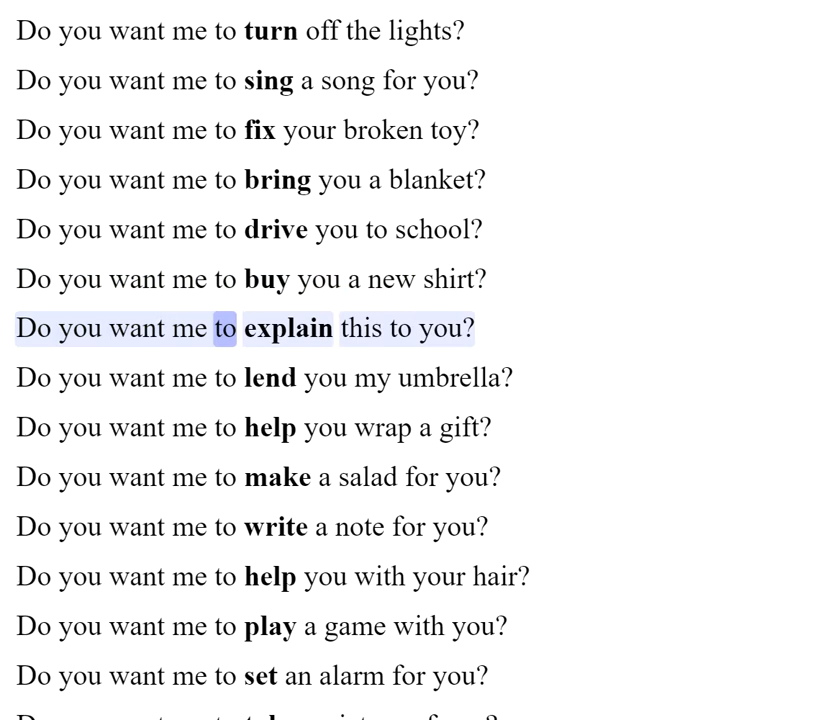 Do you want me to turn off the lights?
Do you want me to sing a song for you?
Do you want me to fix your broken toy?
Do you want me to bring you a blanket?
Do you want me to drive you to school?
Do you want me to buy you a new shirt?
Do you want me to explain this to you?
Do you want me to lend you my umbrella?
Do you want me to help you wrap a gift?
Do you want me to make a salad for you?
Do you want me to write a note for you?
Do you want me to help you with your hair?
Do you want me to play a game with you?
Do you want me to set an alarm for you?